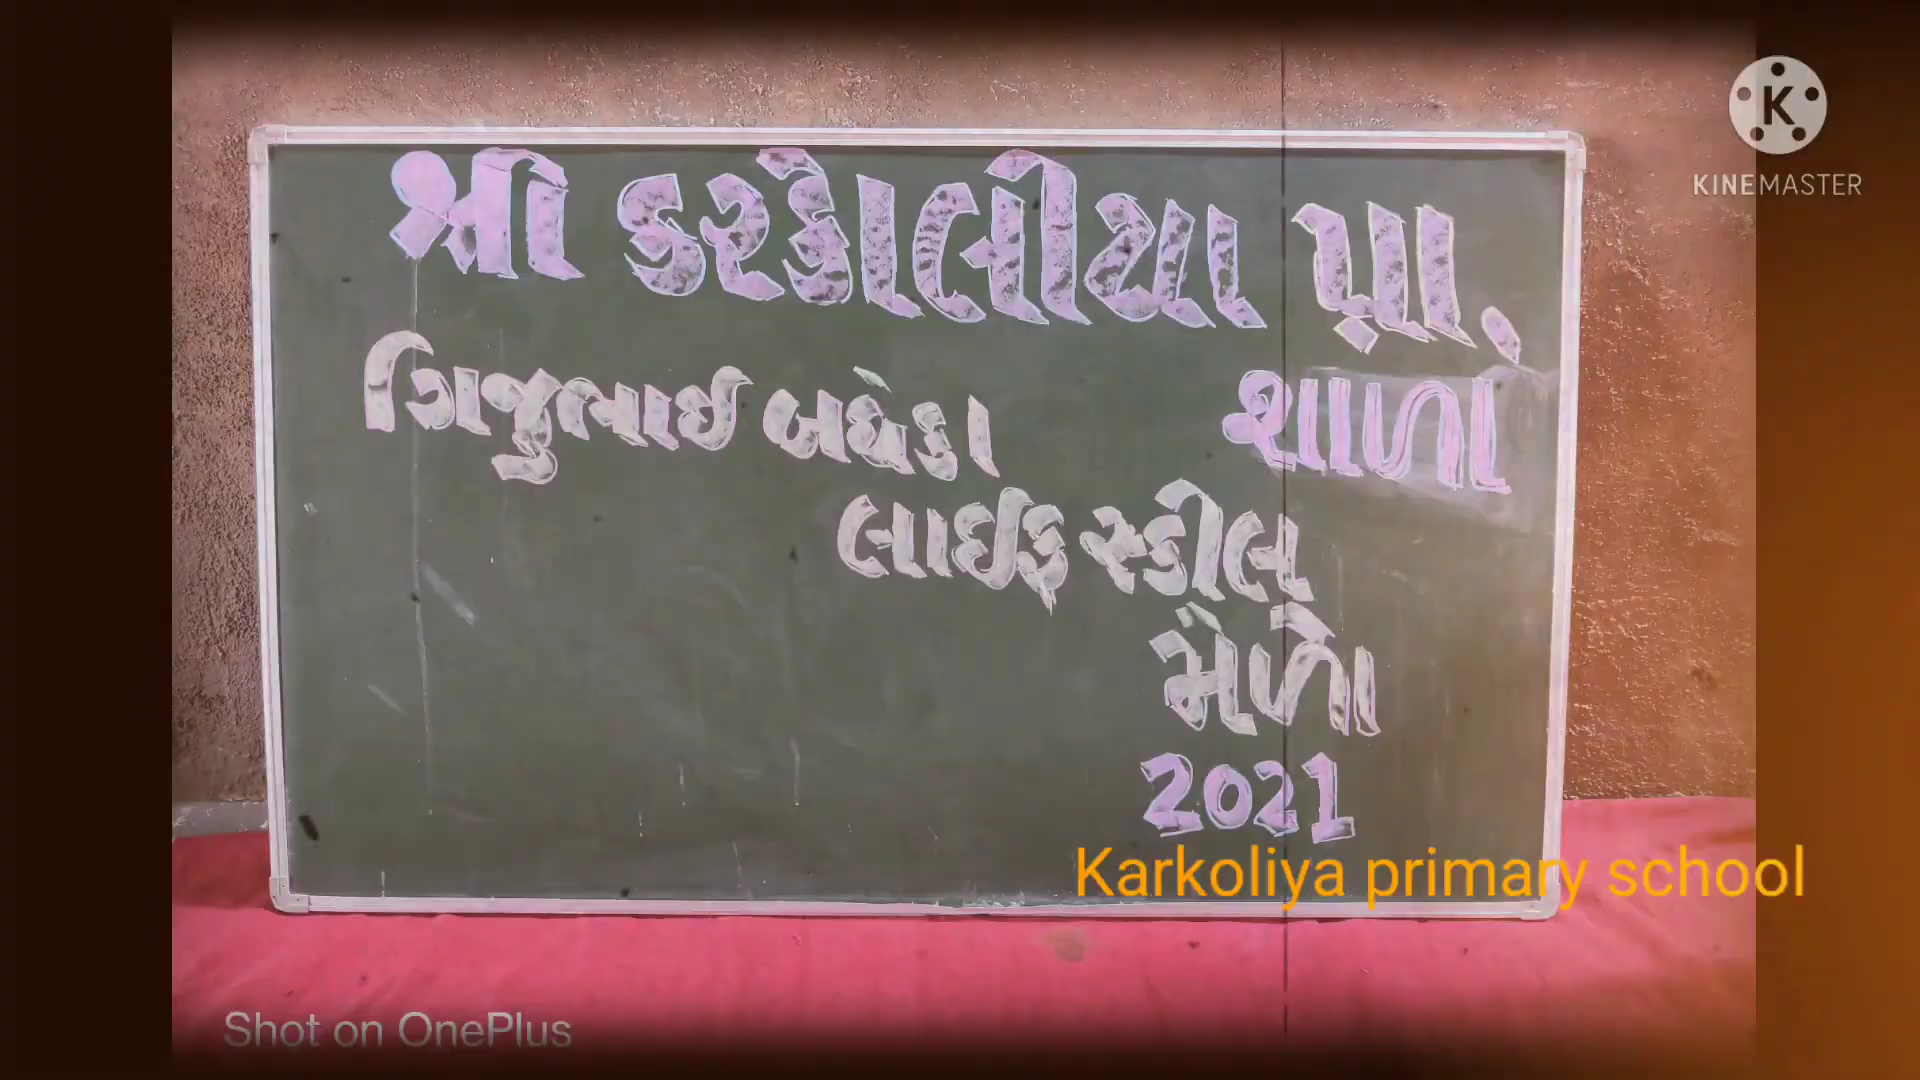 શ્રી કરકોલીયા પ્રા.
શાળા
ગિજુભાઈ બધેકા
લાઈફ સ્કીલ
મેળો
2021
Karkoliya primary school
Shot on OnePlus
K
KINEMASTER